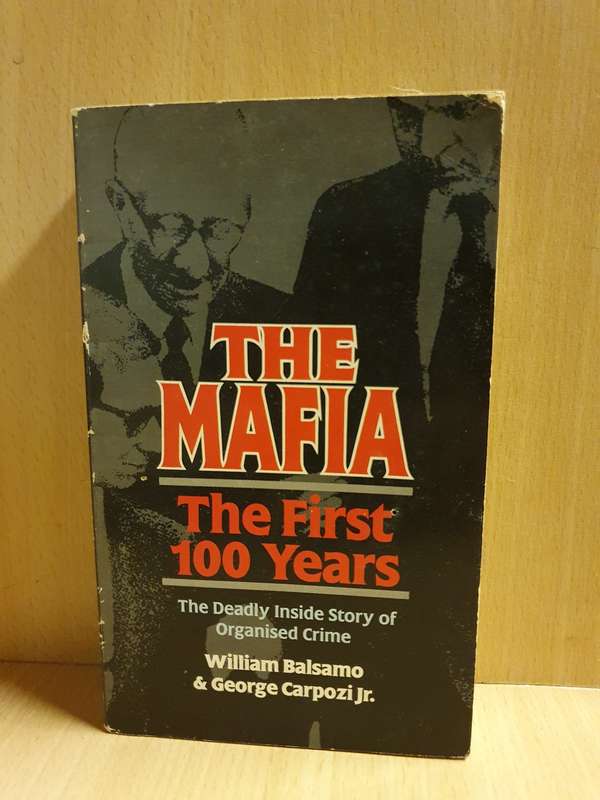 THE
MAFIA
The First
100 Years
The Deadly Inside Story of
Organised Crime
William Balsamo
& George Carpozi Jr.